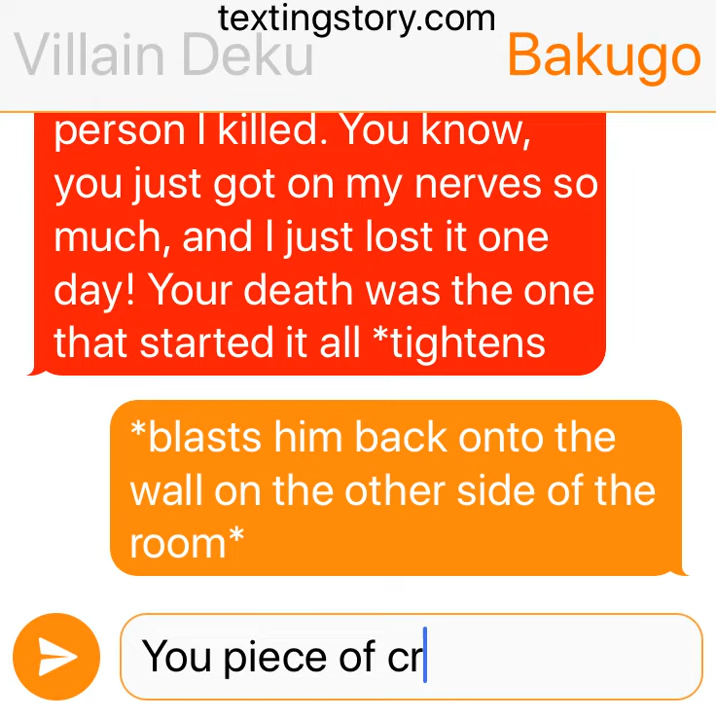 textingstory.com
Villain Deku Bakugo
person I killed. You know,
you just got on my nerves so
much, and I just lost it one
day! Your death was the one
that started it all *tightens
*blasts him back onto the
wall on the other side of the
room*
You piece of cr